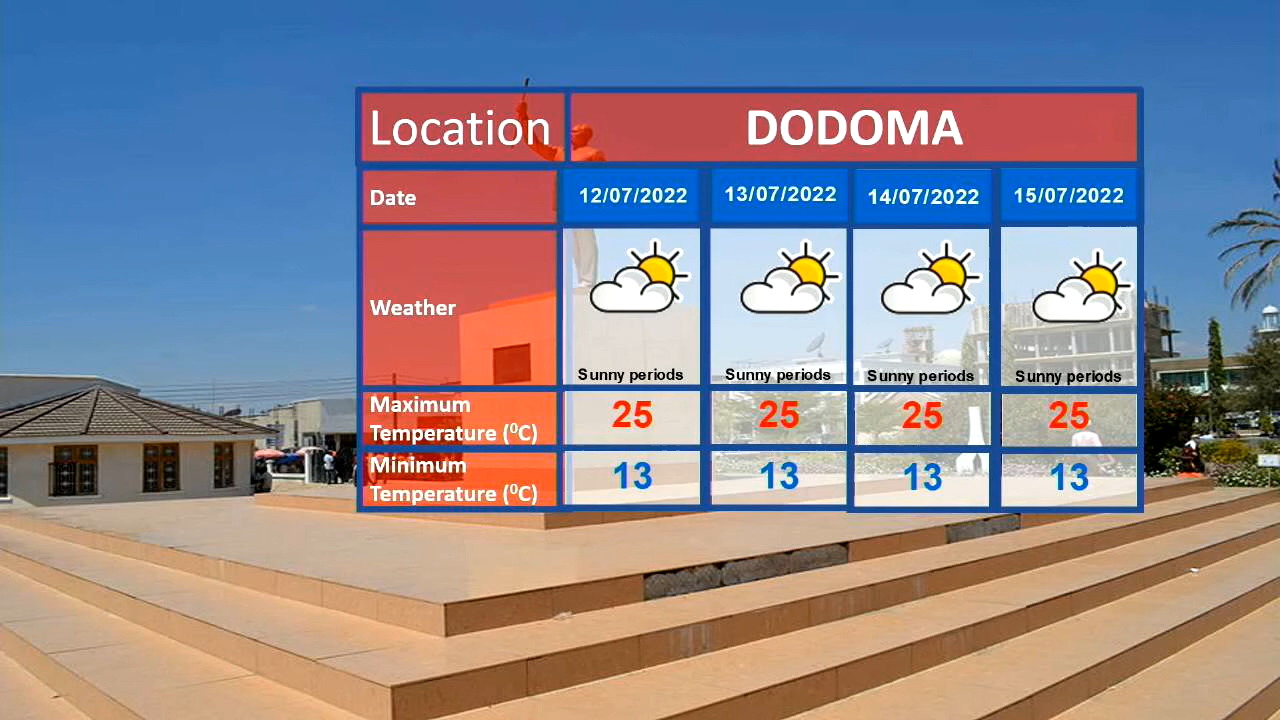 Location DODOMA
Date 12/07/2022 13/07/2022 14/07/2022 15/07/2022
Weather Sunny periods Sunny periods Sunny periods Sunny periods
Maximum
Temperature (⁰C) 25 25 25 25
Minimum
Temperature (⁰C) 13 13 13 13